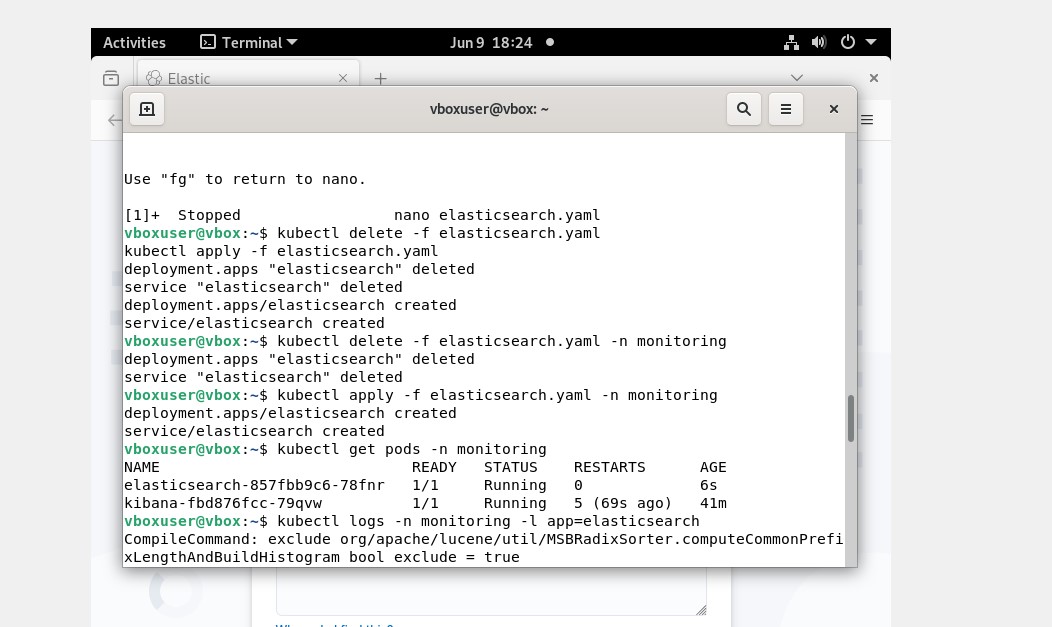 Activities Terminal Jun 9 18:24
Elastic
vboxuser@vbox: ~
Use "fg" to return to nano.
[1]+  Stopped                 nano elasticsearch.yaml
vboxuser@vbox:~$ kubectl delete -f elasticsearch.yaml
kubectl apply -f elasticsearch.yaml
deployment.apps "elasticsearch" deleted
service "elasticsearch" deleted
deployment.apps/elasticsearch created
service/elasticsearch created
vboxuser@vbox:~$ kubectl delete -f elasticsearch.yaml -n monitoring
deployment.apps "elasticsearch" deleted
service "elasticsearch" deleted
vboxuser@vbox:~$ kubectl apply -f elasticsearch.yaml -n monitoring
deployment.apps/elasticsearch created
service/elasticsearch created
vboxuser@vbox:~$ kubectl get pods -n monitoring
NAME                            READY   STATUS    RESTARTS      AGE
elasticsearch-857fbb9c6-78fnr   1/1     Running   0             6s
kibana-fbd876fcc-79qvw          1/1     Running   5 (69s ago)   41m
vboxuser@vbox:~$ kubectl logs -n monitoring -l app=elasticsearch
CompileCommand: exclude org/apache/lucene/util/MSBRadixSorter.computeCommonPrefi
xLengthAndBuildHistogram bool exclude = true